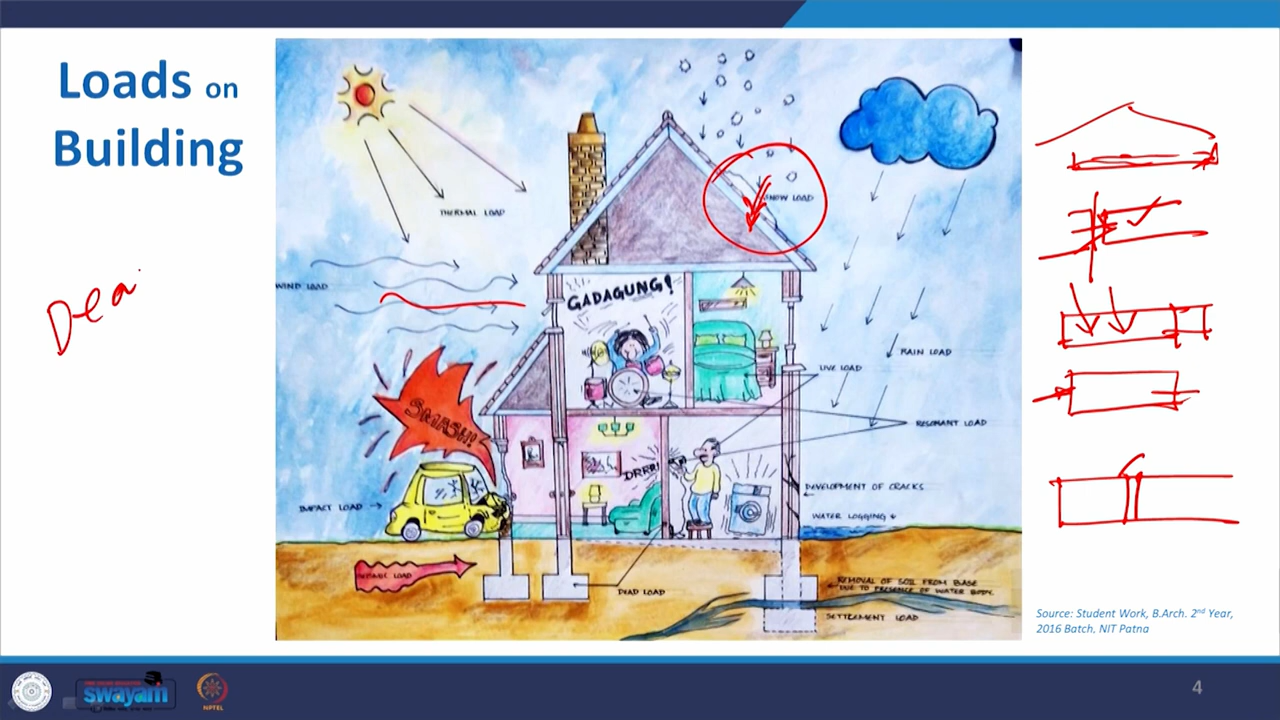 Loads on
Building
SNOW LOAD
THERMAL LOAD
WIND LOAD
GADAGUNG!
RAIN LOAD
LIVE LOAD
SMASH!
RESONANT LOAD
DRRR
DEVELOPMENT OF CRACKS
IMPACT LOAD
WATER LOGGING
SEISMIC LOAD
DEAD LOAD
REMOVAL OF SOIL FROM BASE
DUE TO PRESENCE OF WATER BODY.
SETTLEMENT LOAD
Dea
Source: Student Work, B.Arch. 2nd Year,
2016 Batch, NIT Patna
swayam
NPTEL
4